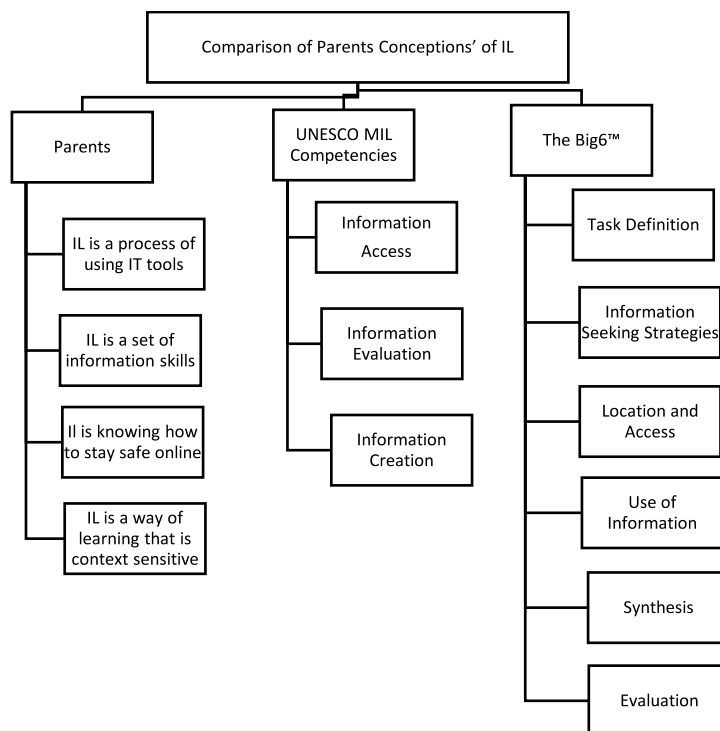 Comparison of Parents Conceptions' of IL
Parents
IL is a process of
using IT tools
IL is a set of
information skills
Il is knowing how
to stay safe online
IL is a way of
learning that is
context sensitive
UNESCO MIL
Competencies
Information
Access
Information
Evaluation
Information
Creation
The Big6™
Task Definition
Information
Seeking Strategies
Location and
Access
Use of
Information
Synthesis
Evaluation